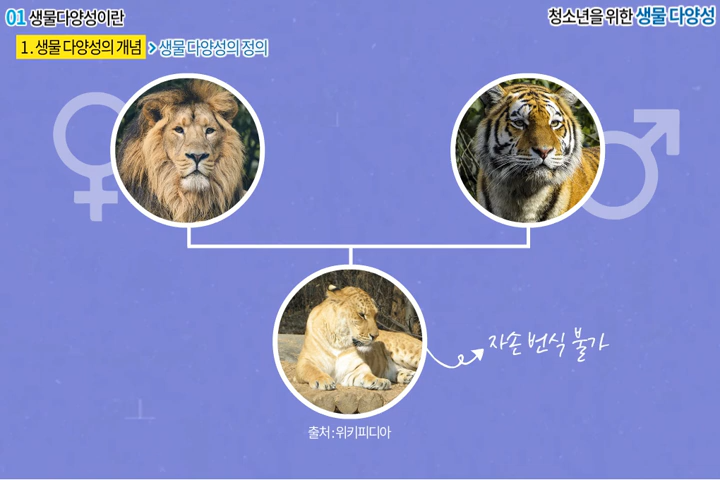 01 생물다양성이란
청소년을 위한 생물 다양성
1. 생물 다양성의 개념 > 생물 다양성의 정의
자손 번식 불가
출처 : 위키피디아